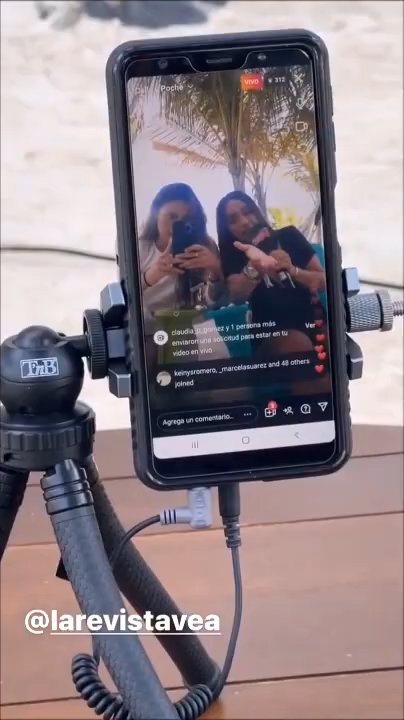 Poche
VIVO
312
claudia_p_gomez y 1 persona más
enviaron una solicitud para estar en tu
video en vivo
Ver
keinysromero, _marcelasuarez and 48 others
joined
Agrega un comentario...
FnB
@larevistavea